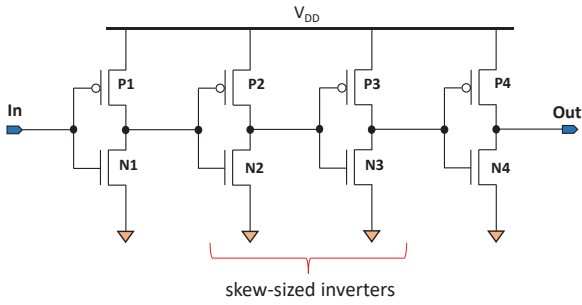 V_DD
P1 P2 P3 P4
In Out
N1 N2 N3 N4
skew-sized inverters